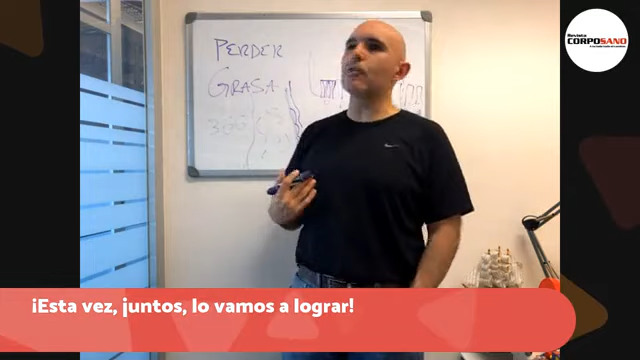 Revista
CORPOSANO
PERDER
GRASA
¡Esta vez, juntos, lo vamos a lograr!